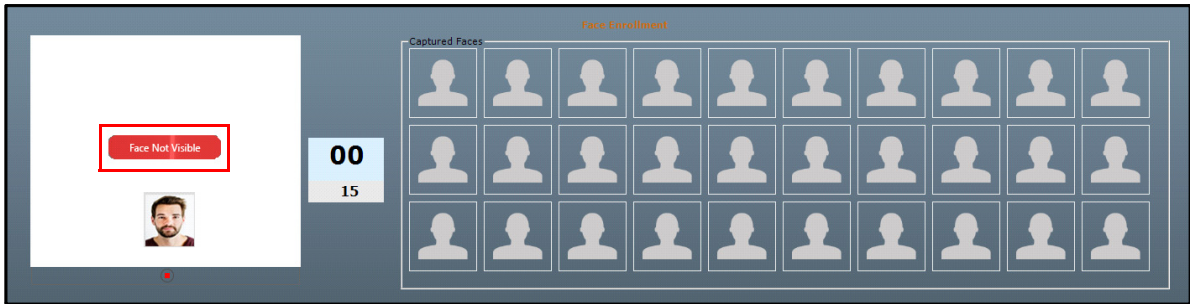 Face Enrollment
Captured Faces
Face Not Visible
00
15